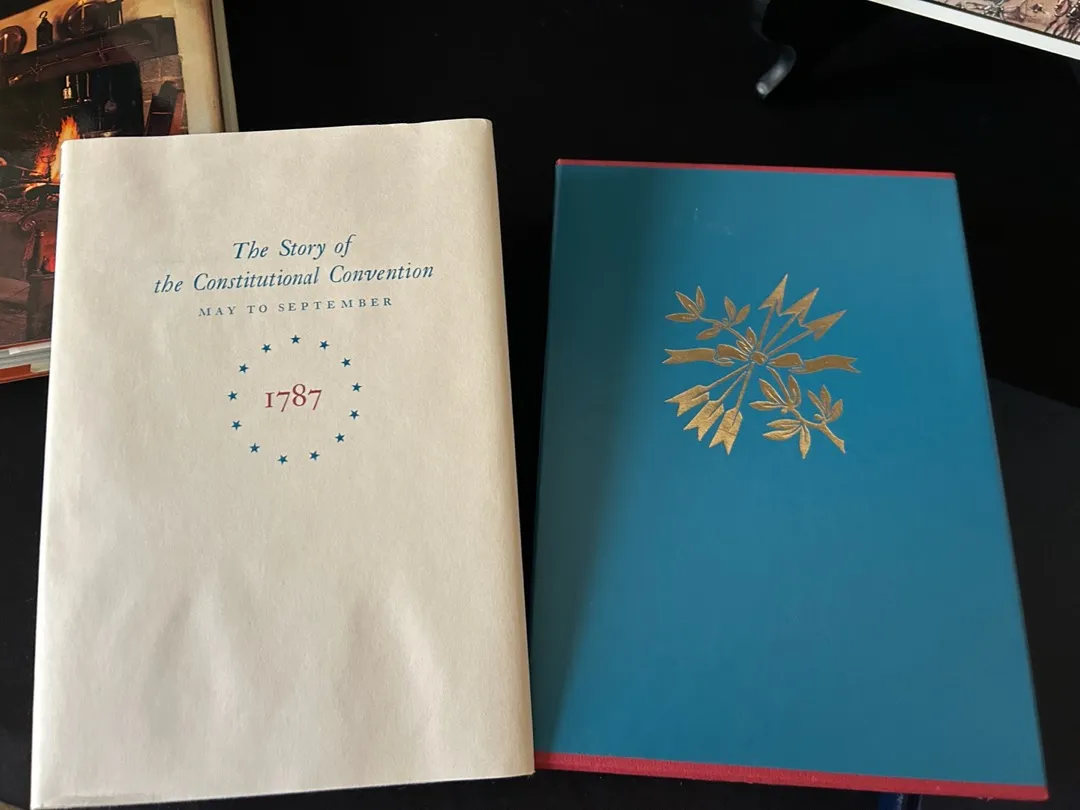 The Story of
the Constitutional Convention
MAY TO SEPTEMBER
1787